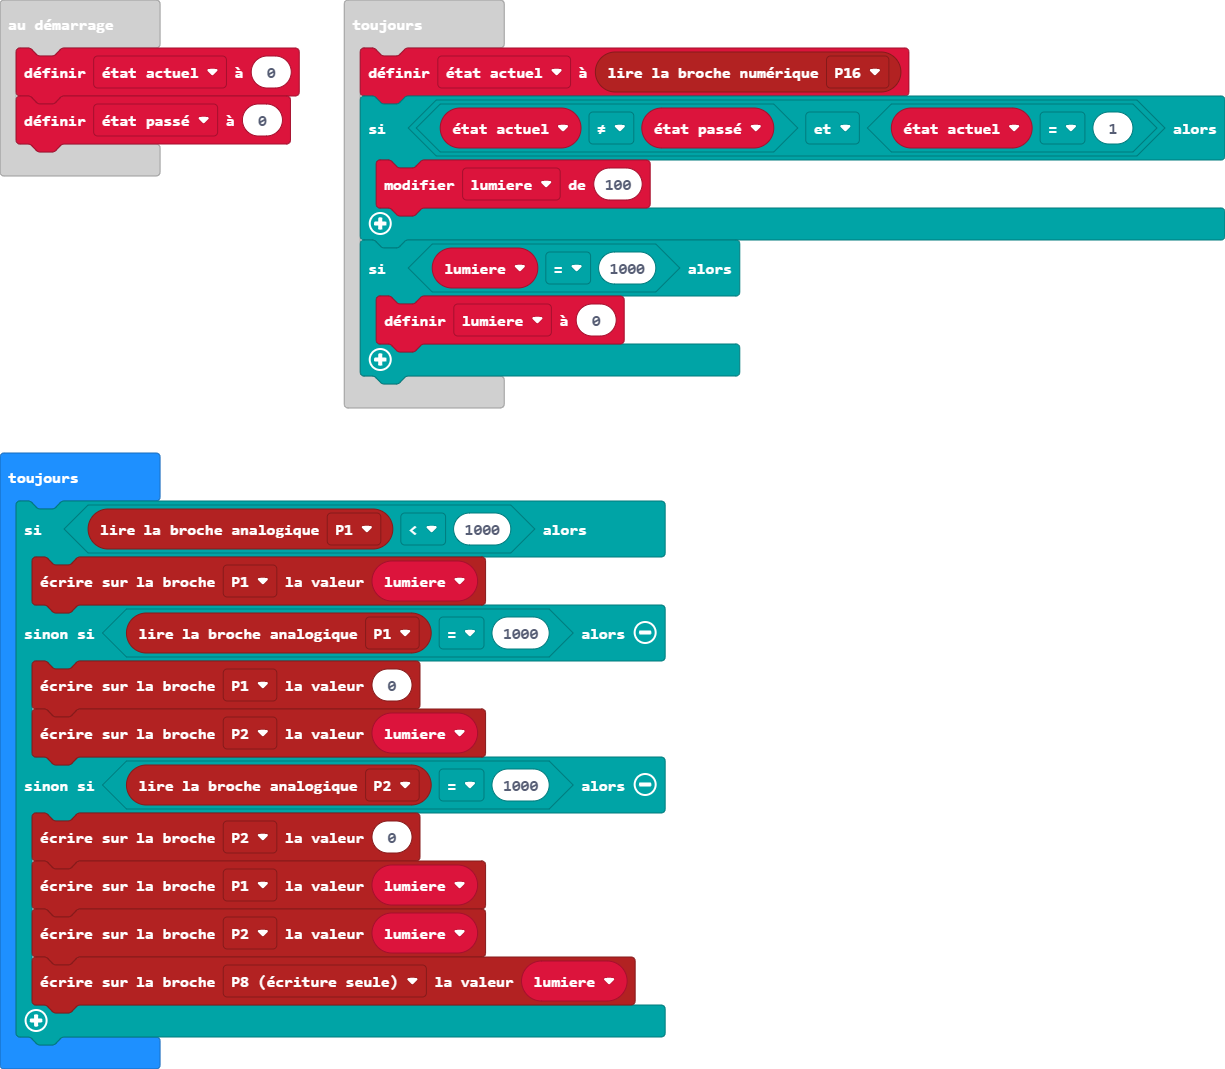 au démarrage
définir état actuel à 0
définir état passé à 0
toujours
définir état actuel à lire la broche numérique P16
si état actuel ≠ état passé et état actuel = 1 alors
modifier lumiere de 100
si lumiere = 1000 alors
définir lumiere à 0
toujours
si lire la broche analogique P1 < 1000 alors
écrire sur la broche P1 la valeur lumiere
sinon si lire la broche analogique P1 = 1000 alors
écrire sur la broche P1 la valeur 0
écrire sur la broche P2 la valeur lumiere
sinon si lire la broche analogique P2 = 1000 alors
écrire sur la broche P2 la valeur 0
écrire sur la broche P1 la valeur lumiere
écrire sur la broche P2 la valeur lumiere
écrire sur la broche P8 (écriture seule) la valeur lumiere